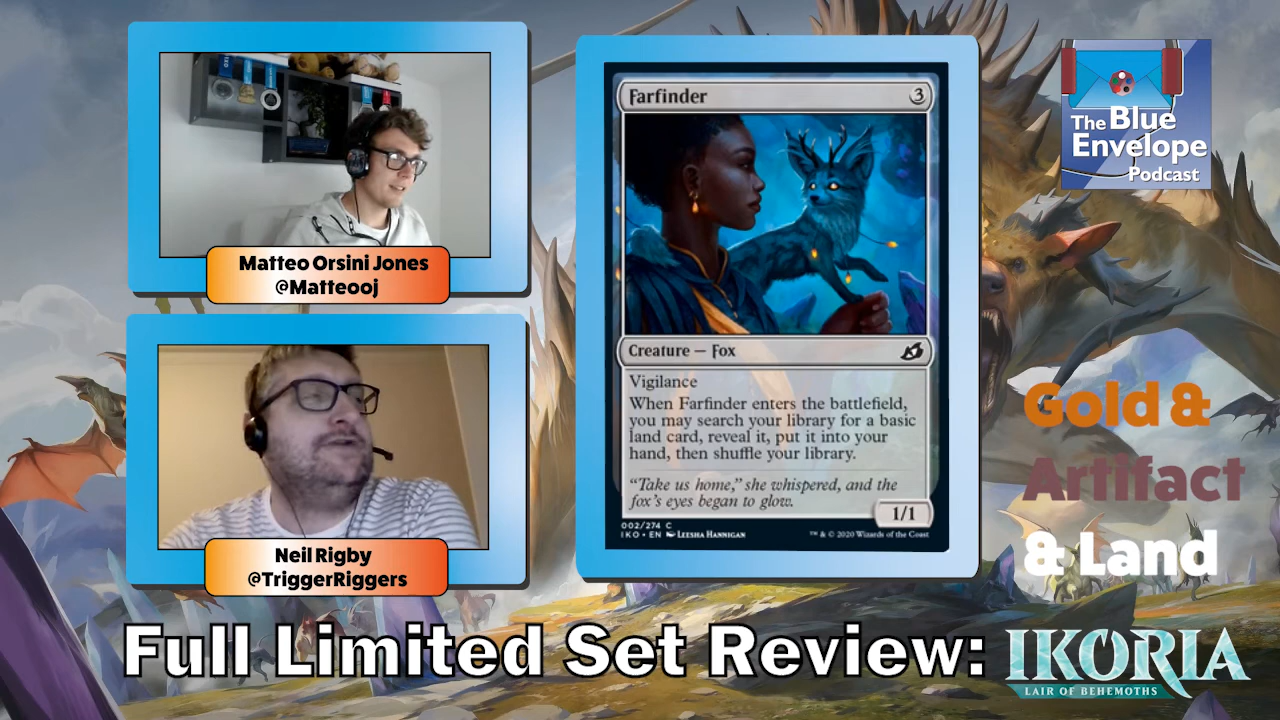 Matteo Orsini Jones
@Matteooj
Neil Rigby
@TriggerRiggers
Farfinder 3
Creature — Fox
Vigilance
When Farfinder enters the battlefield,
you may search your library for a basic
land card, reveal it, put it into your
hand, then shuffle your library.
“Take us home,” she whispered, and the
fox’s eyes began to glow.
1/1
002/274 C
IKO • EN Leesha Hannigan
™ & © 2020 Wizards of the Coast
The Blue
Envelope
Podcast
Gold &
Artifact
& Land
Full Limited Set Review:
IKORIA
LAIR OF BEHEMOTHS